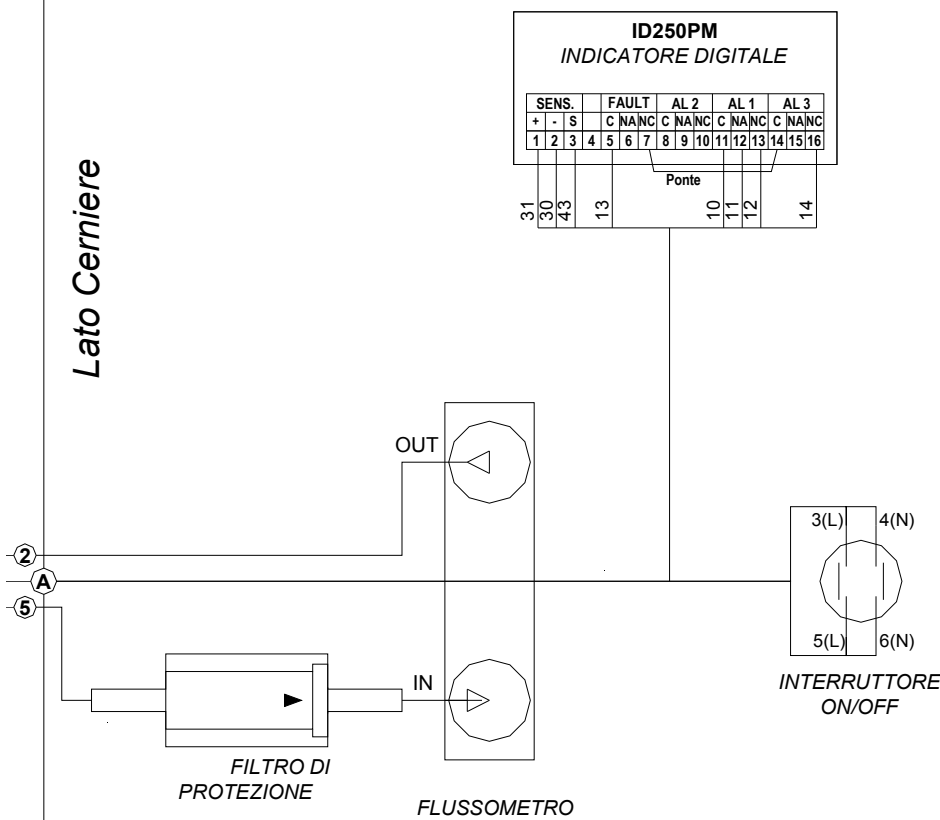 ID250PM
INDICATORE DIGITALE
SENS. FAULT AL 2 AL 1 AL 3
+ - S C NA NC C NA NC C NA NC C NA NC
1 2 3 4 5 6 7 8 9 10 11 12 13 14 15 16
Ponte
31 30 43 13 10 11 12 14
Lato Cerniere
OUT
2
A
5
IN
3(L) 4(N)
5(L) 6(N)
INTERRUTTORE
ON/OFF
FILTRO DI
PROTEZIONE
FLUSSOMETRO